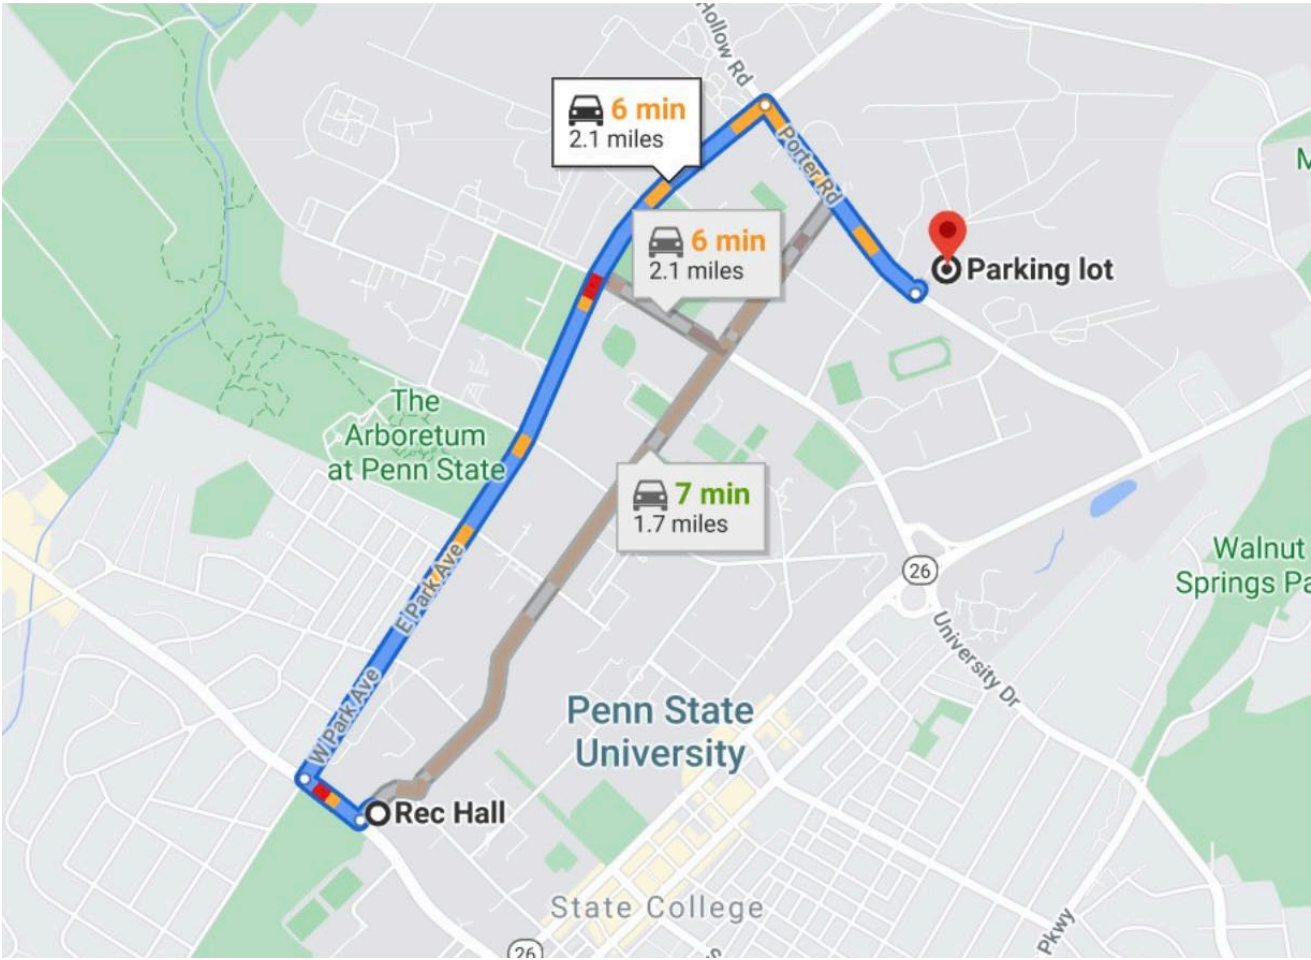 Hollow Rd
6 min
2.1 miles
Porter Rd
6 min
2.1 miles
Parking lot
The
Arboretum
at Penn State
7 min
1.7 miles
E Park Ave
26
Walnut
Springs Pa
University Dr
W Park Ave
Penn State
University
Rec Hall
State College
26
Pkwy